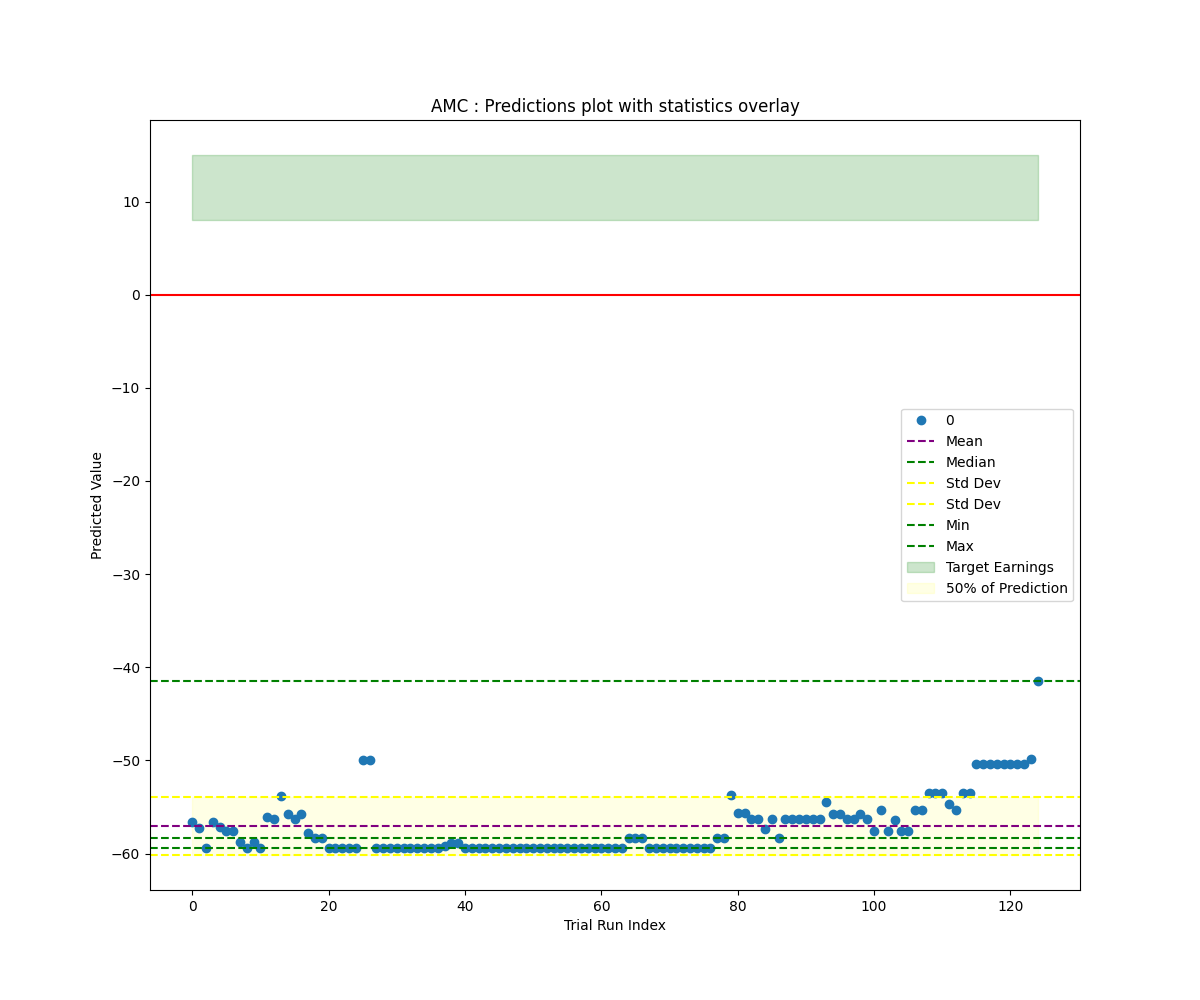 AMC : Predictions plot with statistics overlay
10
0
−10
−20
−30
−40
−50
−60
Predicted Value
0
Mean
Median
Std Dev
Std Dev
Min
Max
Target Earnings
50% of Prediction
0
20
40
60
80
100
120
Trial Run Index